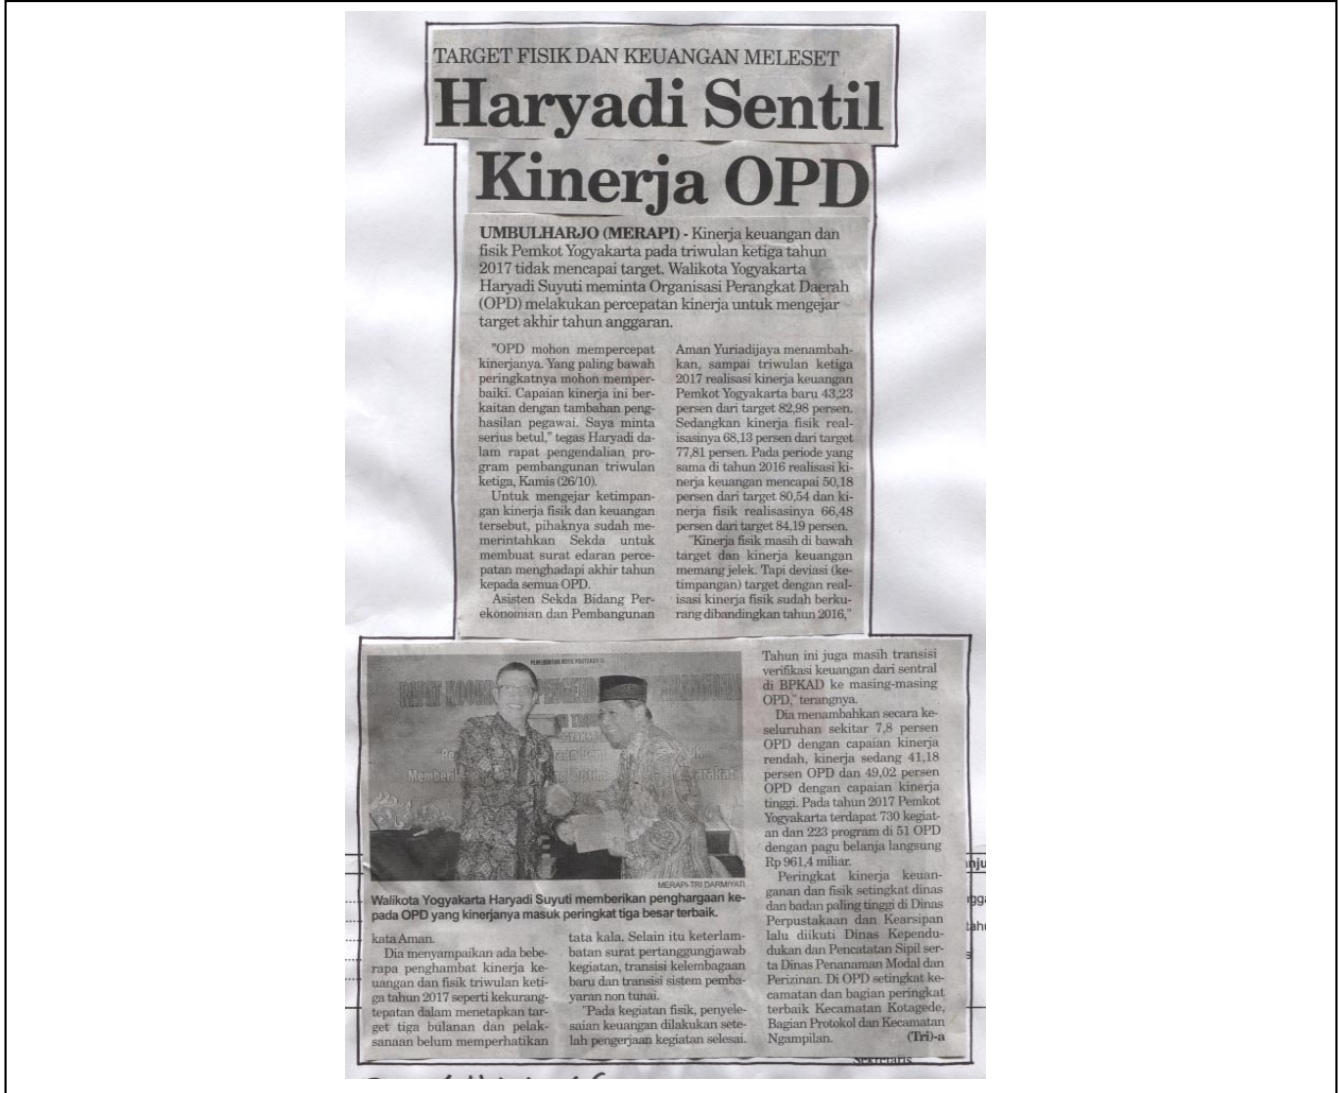 TARGET FISIK DAN KEUANGAN MELESET
Haryadi Sentil
Kinerja OPD
UMBULHARJO (MERAPI) - Kinerja keuangan dan
fisik Pemkot Yogyakarta pada triwulan ketiga tahun
2017 tidak mencapai target. Walikota Yogyakarta
Haryadi Suyuti meminta Organisasi Perangkat Daerah
(OPD) melakukan percepatan kinerja untuk mengejar
target akhir tahun anggaran.
"OPD mohon mempercepat
kinerjanya. Yang paling bawah
peringkatnya mohon memper-
baiki. Capaian kinerja ini ber-
kaitan dengan tambahan peng-
hasilan pegawai. Saya minta
serius betul," tegas Haryadi da-
lam rapat pengendalian pro-
gram pembangunan triwulan
ketiga, Kamis (26/10).
Untuk mengejar ketimpan-
gan kinerja fisik dan keuangan
tersebut, pihaknya sudah me-
merintahkan Sekda untuk
membuat surat edaran perce-
patan menghadapi akhir tahun
kepada semua OPD.
Asisten Sekda Bidang Per-
ekonomian dan Pembangunan
Aman Yuriadijaya menambah-
kan, sampai triwulan ketiga
2017 realisasi kinerja keuangan
Pemkot Yogyakarta baru 43,23
persen dari target 82,98 persen.
Sedangkan kinerja fisik real-
isasinya 68,13 persen dari target
77,81 persen. Pada periode yang
sama di tahun 2016 realisasi ki-
nerja keuangan mencapai 50,18
persen dari target 80,54 dan ki-
nerja fisik realisasinya 66,48
persen dari target 84,19 persen.
"Kinerja fisik masih di bawah
target dan kinerja keuangan
memang jelek. Tapi deviasi (ke-
timpangan) target dengan real-
isasi kinerja fisik sudah berku-
rang dibandingkan tahun 2016,"
MERAPI-TRI DARMIYATI
Walikota Yogyakarta Haryadi Suyuti memberikan penghargaan ke-
pada OPD yang kinerjanya masuk peringkat tiga besar terbaik.
kata Aman.
Dia menyampaikan ada bebe-
rapa penghambat kinerja ke-
uangan dan fisik triwulan keti-
ga tahun 2017 seperti kekurang-
tepatan dalam menetapkan tar-
get tiga bulanan dan pelak-
sanaan belum memperhatikan
tata kala. Selain itu keterlam-
batan surat pertanggungjawab
kegiatan, transisi kelembagaan
baru dan transisi sistem pemba-
yaran non tunai.
"Pada kegiatan fisik, penyele-
saian keuangan dilakukan sete-
lah pengerjaan kegiatan selesai.
Tahun ini juga masih transisi
verifikasi keuangan dari sentral
di BPKAD ke masing-masing
OPD," terangnya.
Dia menambahkan secara ke-
seluruhan sekitar 7,8 persen
OPD dengan capaian kinerja
rendah, kinerja sedang 41,18
persen OPD dan 49,02 persen
OPD dengan capaian kinerja
tinggi. Pada tahun 2017 Pemkot
Yogyakarta terdapat 730 kegiat-
an dan 223 program di 51 OPD
dengan pagu belanja langsung
Rp 961,4 miliar.
Peringkat kinerja keuan-
ganan dan fisik setingkat dinas
dan badan paling tinggi di Dinas
Perpustakaan dan Kearsipan
lalu diikuti Dinas Kependu-
dukan dan Pencatatan Sipil ser-
ta Dinas Penanaman Modal dan
Perizinan. Di OPD setingkat ke-
camatan dan bagian peringkat
terbaik Kecamatan Kotagede,
Bagian Protokol dan Kecamatan
Ngampilan. (Tri)-a
Sekretaris